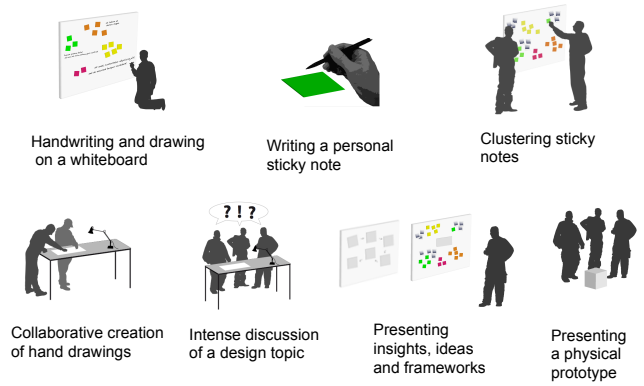 Handwriting and drawing
on a whiteboard
Writing a personal
sticky note
Clustering sticky
notes
? ! ?
Collaborative creation
of hand drawings
Intense discussion
of a design topic
Presenting
insights, ideas
and frameworks
Presenting
a physical
prototype